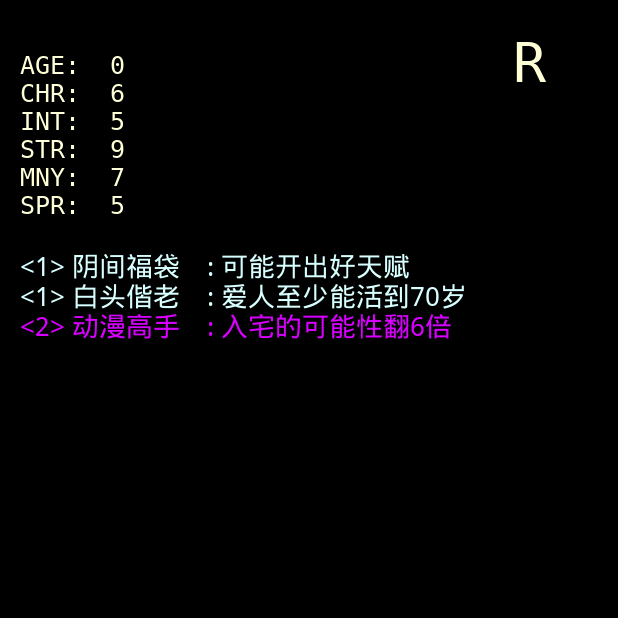 R
AGE: 0
CHR: 6
INT: 5
STR: 9
MNY: 7
SPR: 5
<1> 阴间福袋 : 可能开出好天赋
<1> 白头偕老 : 爱人至少能活到70岁
<2> 动漫高手 : 入宅的可能性翻6倍